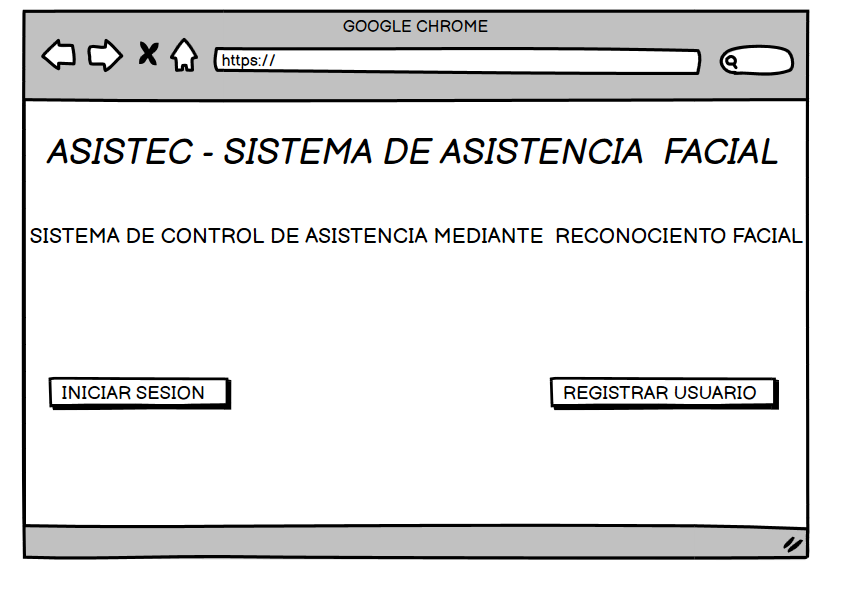 GOOGLE CHROME
https://
ASISTEC - SISTEMA DE ASISTENCIA FACIAL
SISTEMA DE CONTROL DE ASISTENCIA MEDIANTE RECONOCIENTO FACIAL
INICIAR SESION
REGISTRAR USUARIO